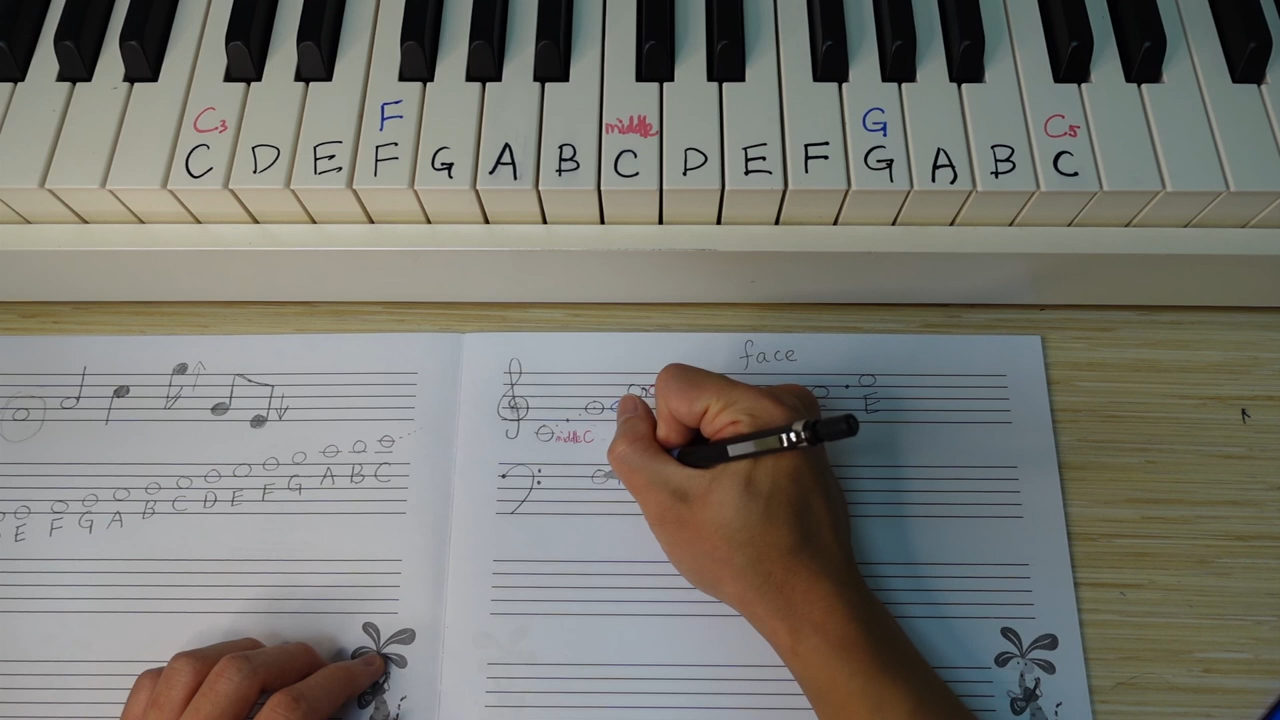 C3 F middle G C5
C D E F G A B C D E F G A B C
face
E
middle C
E F G A B C D E F G A B C